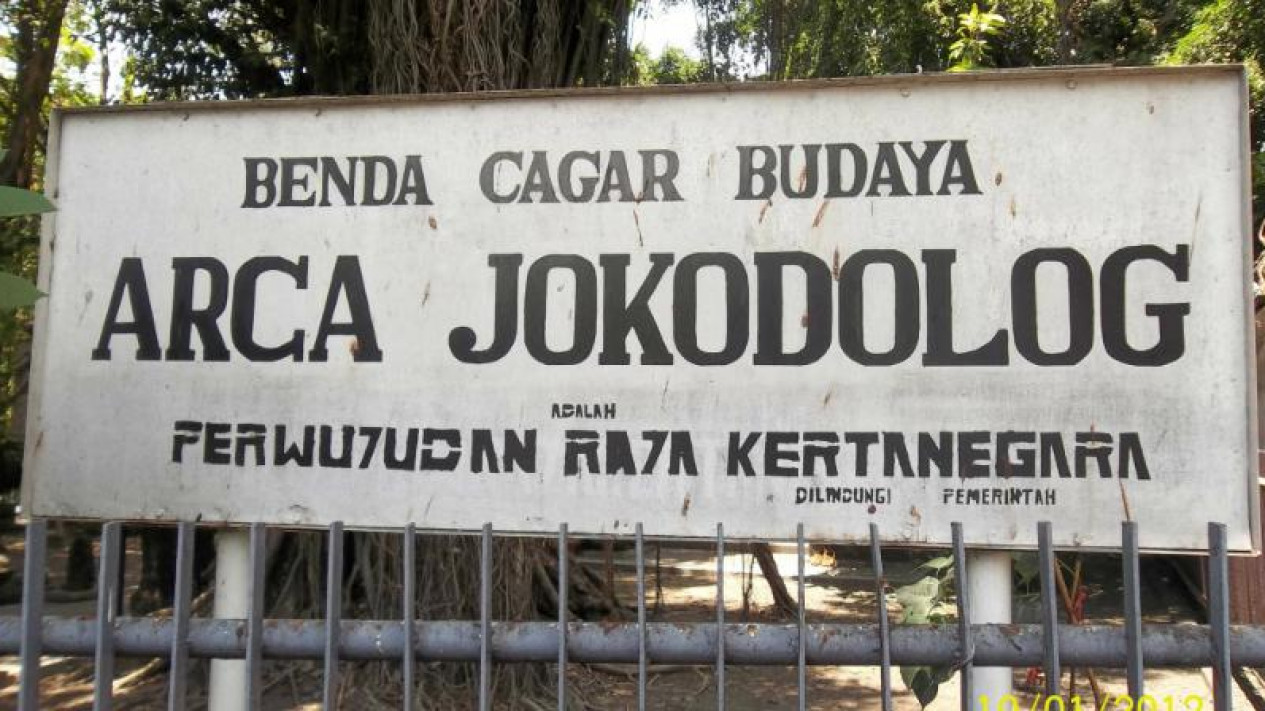 BENDA CAGAR BUDAYA
ARCA JOKODOLOG
ADALAH
PERWUJUDAN RAJA KERTANEGARA
DILINDUNGI PEMERINTAH